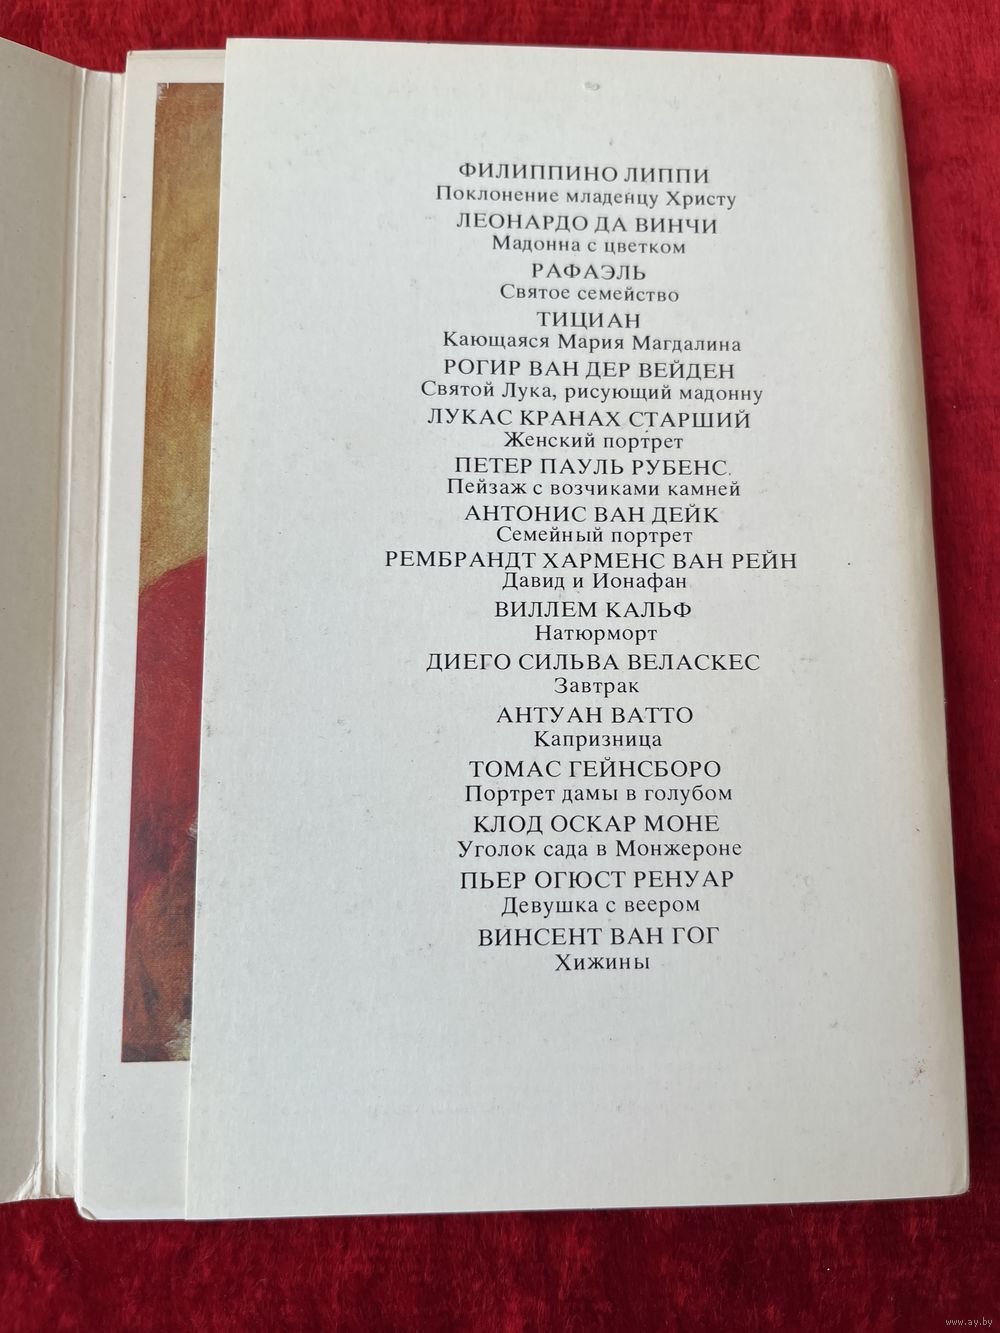 ФИЛИППИНО ЛИППИ
Поклонение младенцу Христу
ЛЕОНАРДО ДА ВИНЧИ
Мадонна с цветком
РАФАЭЛЬ
Святое семейство
ТИЦИАН
Кающаяся Мария Магдалина
РОГИР ВАН ДЕР ВЕЙДЕН
Святой Лука, рисующий мадонну
ЛУКАС КРАНАХ СТАРШИЙ
Женский портрет
ПЕТЕР ПАУЛЬ РУБЕНС.
Пейзаж с возчиками камней
АНТОНИС ВАН ДЕЙК
Семейный портрет
РЕМБРАНДТ ХАРМЕНС ВАН РЕЙН
Давид и Ионафан
ВИЛЛЕМ КАЛЬФ
Натюрморт
ДИЕГО СИЛЬВА ВЕЛАСКЕС
Завтрак
АНТУАН ВАТТО
Капризница
ТОМАС ГЕЙНСБОРО
Портрет дамы в голубом
КЛОД ОСКАР МОНЕ
Уголок сада в Монжероне
ПЬЕР ОГЮСТ РЕНУАР
Девушка с веером
ВИНСЕНТ ВАН ГОГ
Хижины
www.ay.by